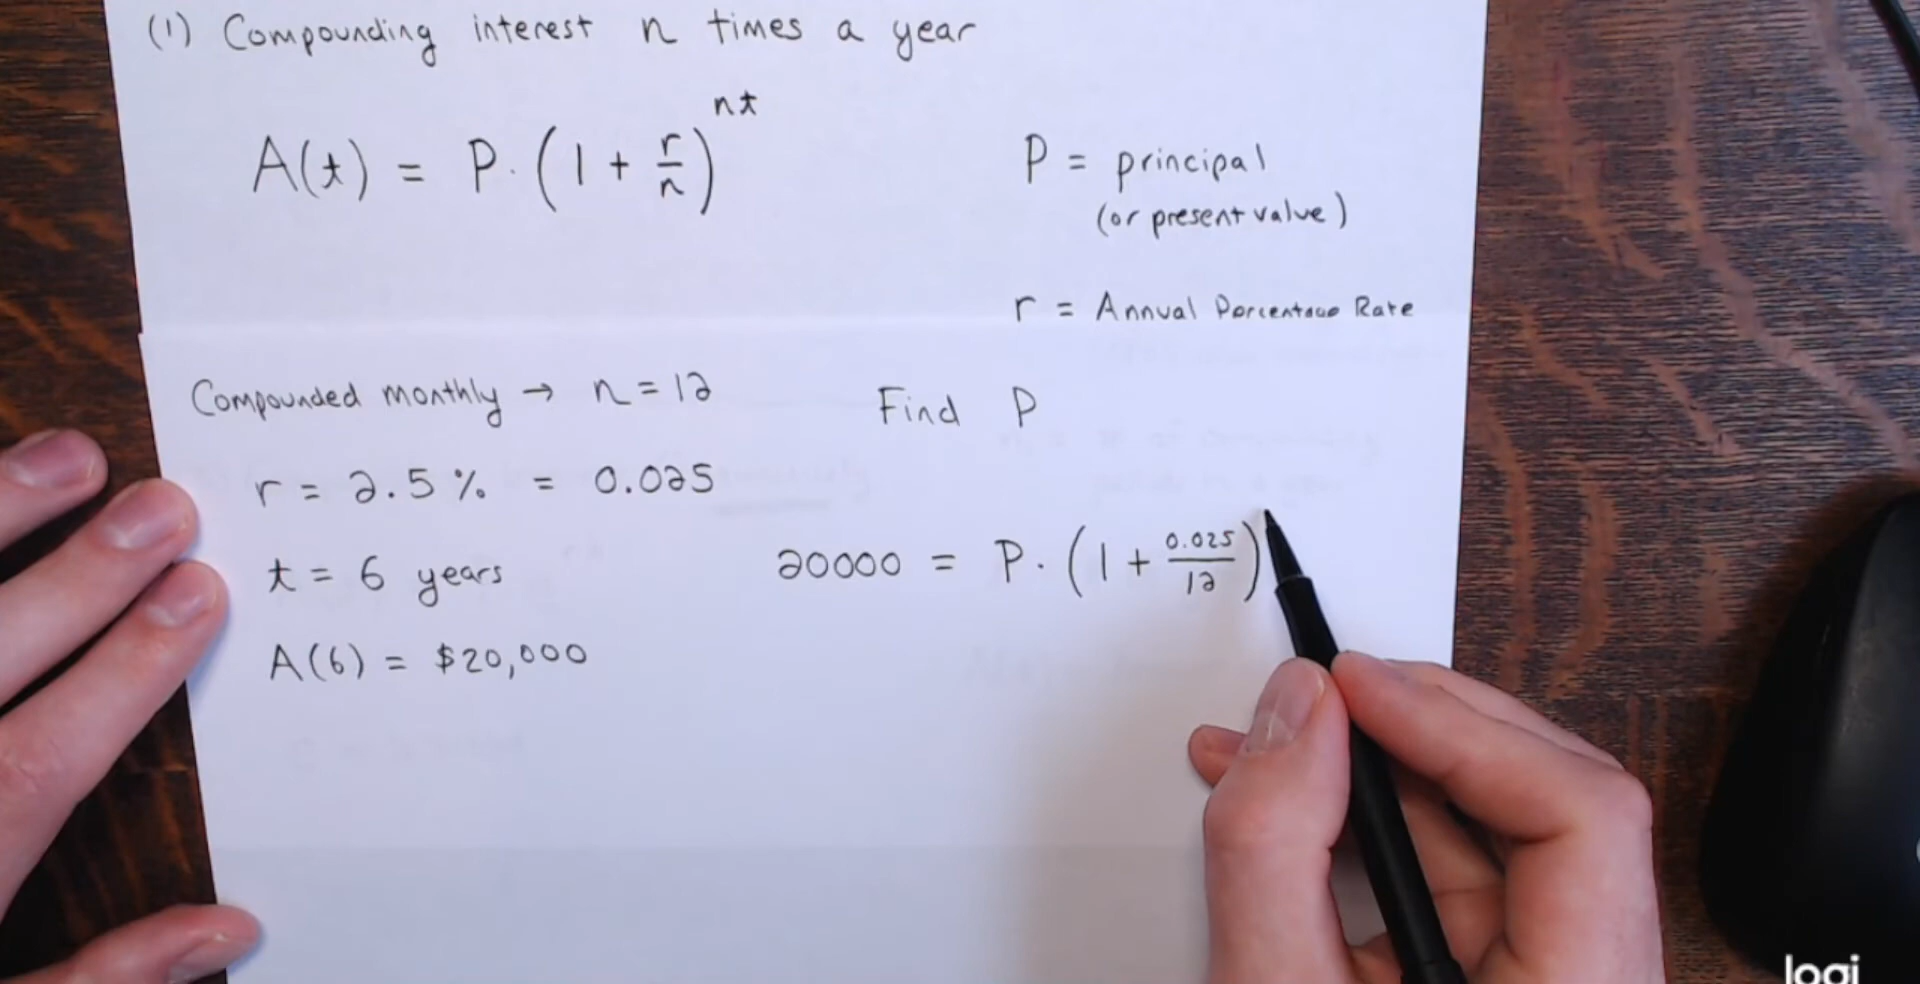 (1) Compounding interest n times a year
A(t) = P · (1 + r/n)^nt
P = principal
(or present value)
r = Annual Percentage Rate
Compounded monthly → n = 12
Find P
r = 2.5 % = 0.025
t = 6 years
20000 = P · (1 + 0.025/12)
A(6) = $20,000
logi